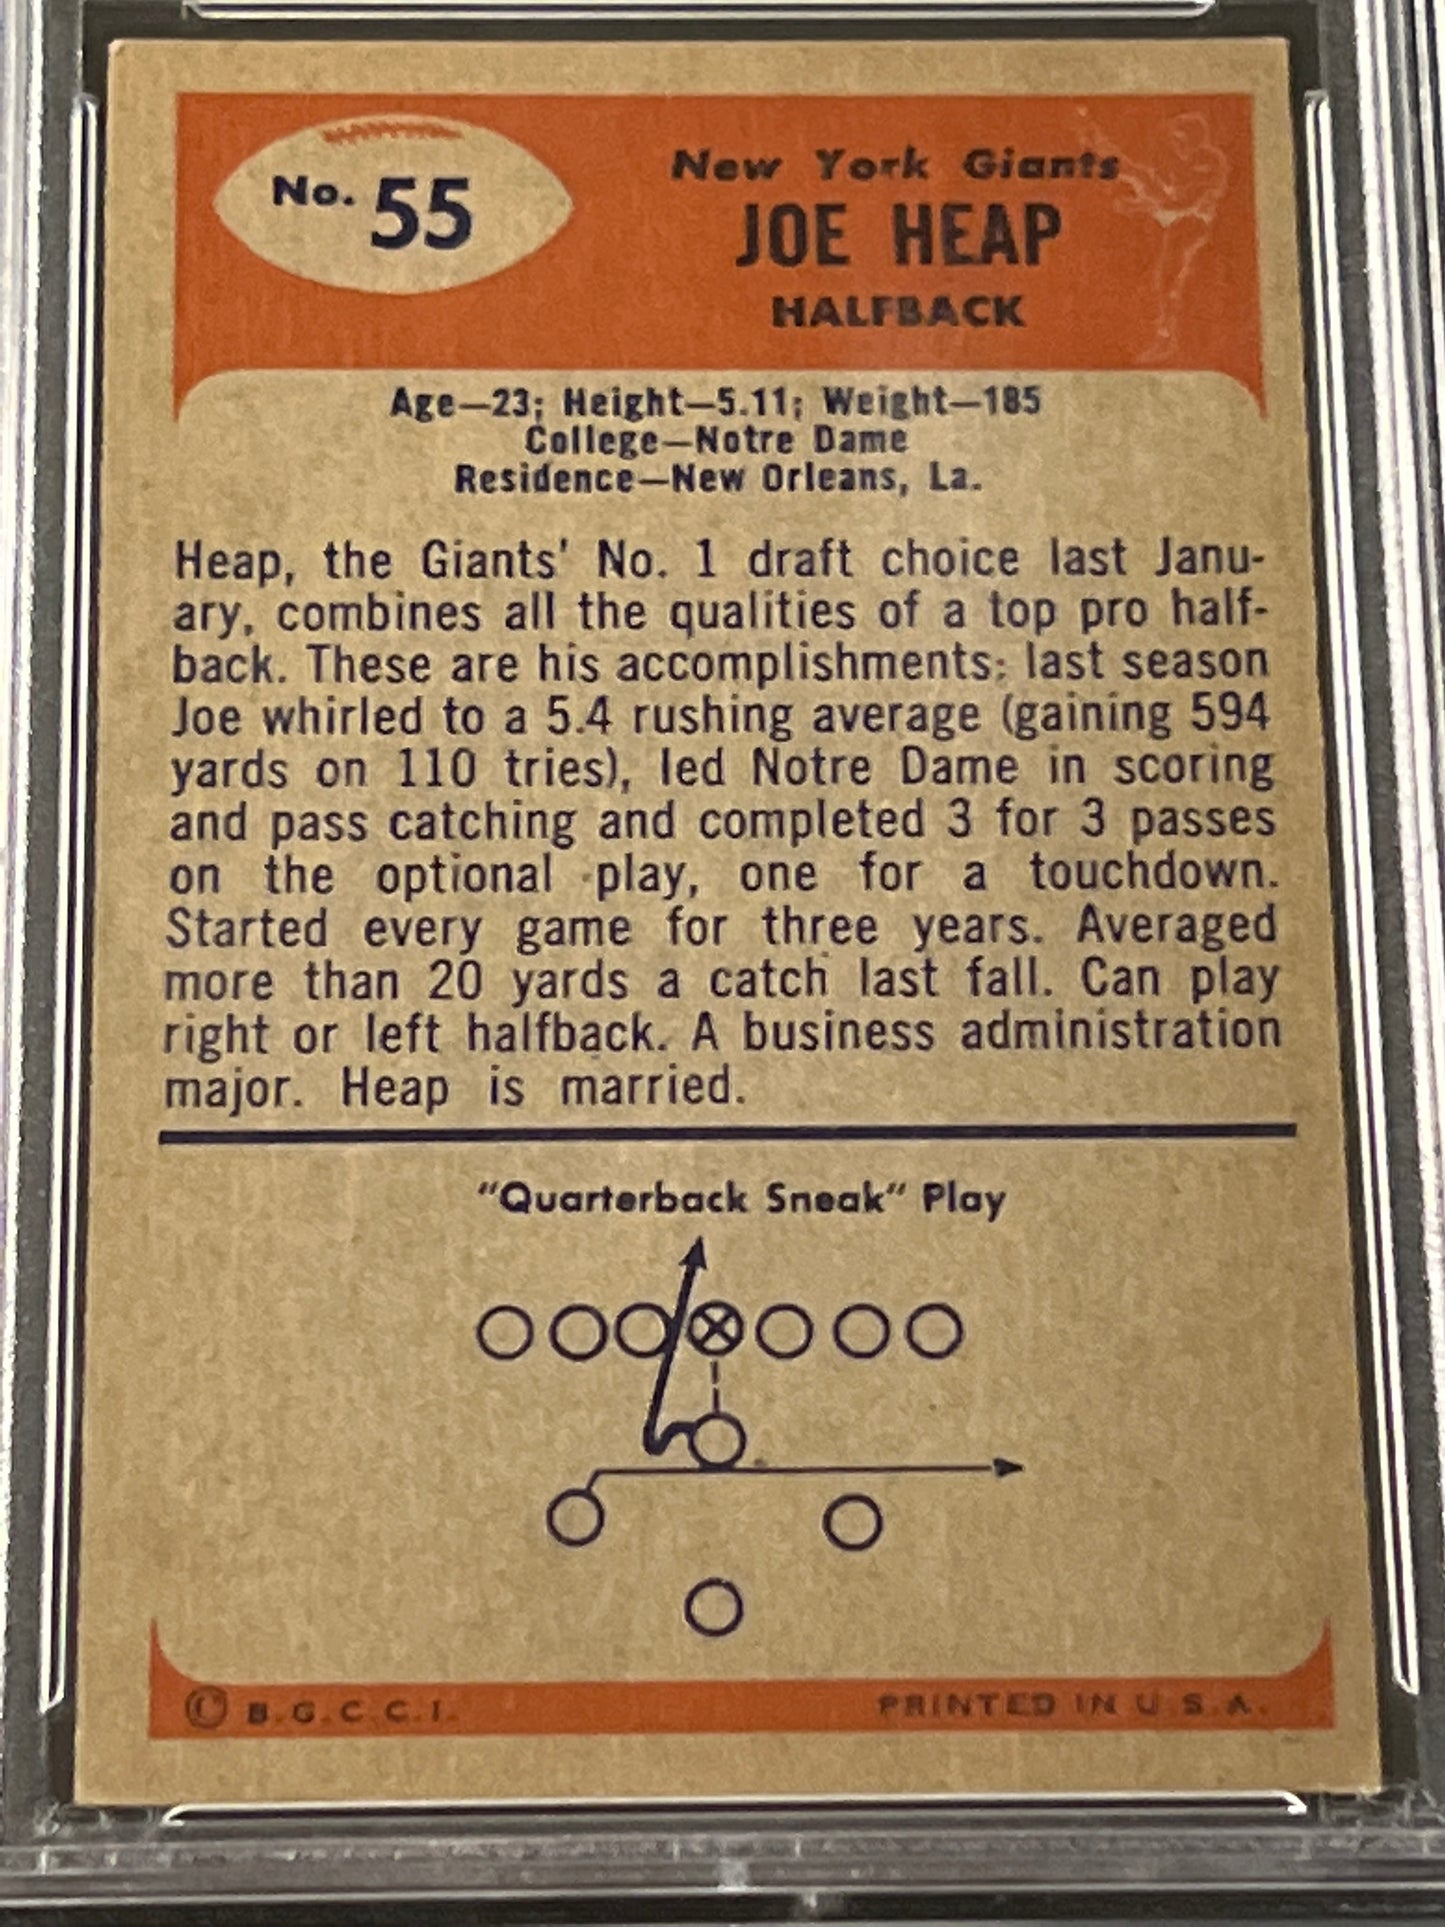 No. 55
New York Giants
JOE HEAP
HALFBACK
Age—23; Height—5.11; Weight—185
College—Notre Dame
Residence—New Orleans, La.
Heap, the Giants' No. 1 draft choice last Janu-
ary, combines all the qualities of a top pro half-
back. These are his accomplishments: last season
Joe whirled to a 5.4 rushing average (gaining 594
yards on 110 tries), led Notre Dame in scoring
and pass catching and completed 3 for 3 passes
on the optional play, one for a touchdown.
Started every game for three years. Averaged
more than 20 yards a catch last fall. Can play
right or left halfback. A business administration
major. Heap is married.
"Quarterback Sneak" Play
© B.G.C.C.I. PRINTED IN U.S.A.